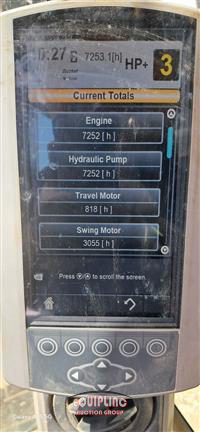 7253.1[h]
HP+ 3
Current Totals
Engine
7252 [ h ]
Hydraulic Pump
7252 [ h ]
Travel Motor
818 [ h ]
Swing Motor
3055 [ h ]
Press ▽/△ to scroll the screen.
EQUIPLINC
AUCTION GROUP